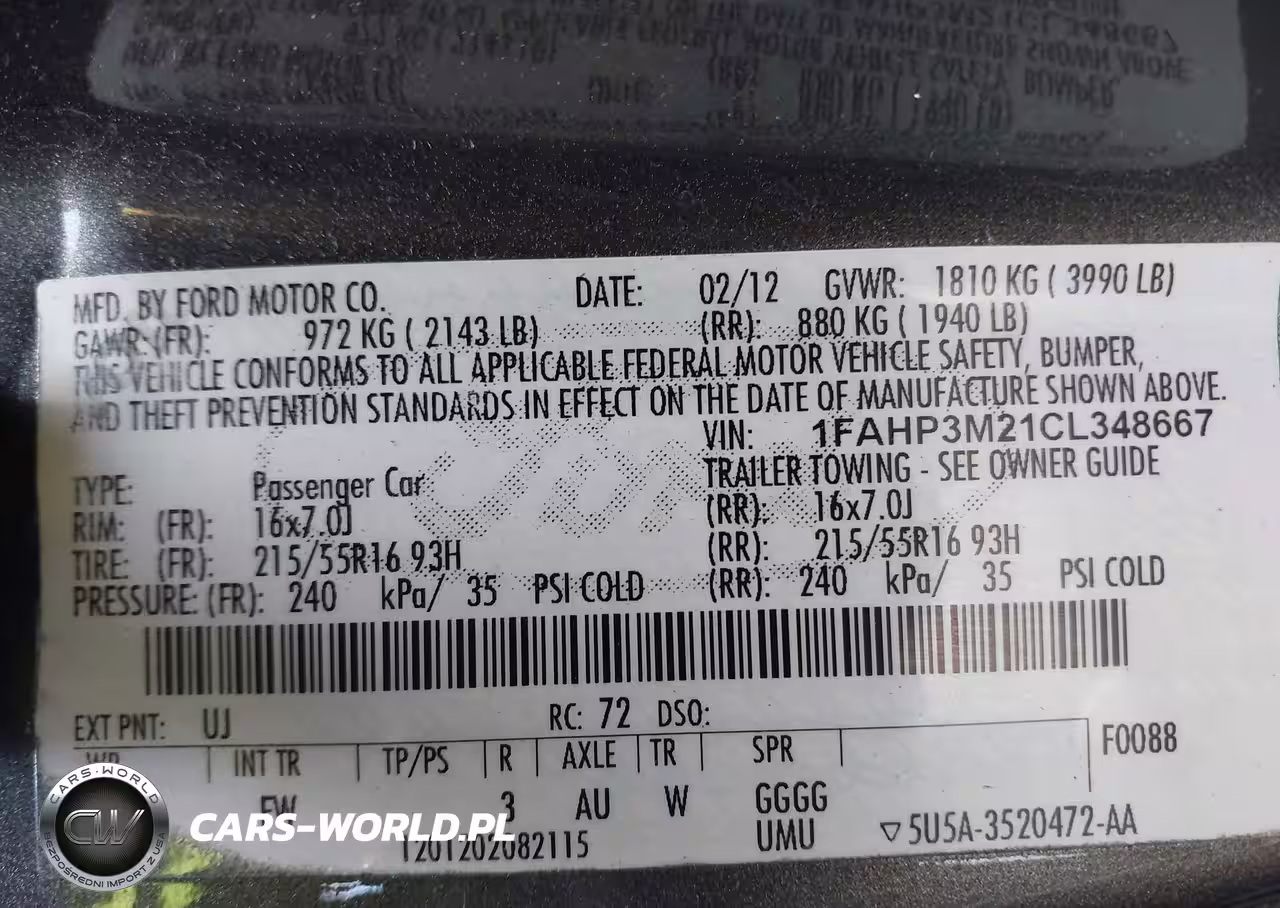 MFD. BY FORD MOTOR CO. DATE: 02/12 GVWR: 1810 KG ( 3990 LB)
GAWR: (FR): 972 KG ( 2143 LB) (RR): 880 KG ( 1940 LB)
THIS VEHICLE CONFORMS TO ALL APPLICABLE FEDERAL MOTOR VEHICLE SAFETY, BUMPER,
AND THEFT PREVENTION STANDARDS IN EFFECT ON THE DATE OF MANUFACTURE SHOWN ABOVE.
VIN: 1FAHP3M21CL348667
TRAILER TOWING - SEE OWNER GUIDE
TYPE: Passenger Car
RIM: (FR): 16x7.0J (RR): 16x7.0J
TIRE: (FR): 215/55R16 93H (RR): 215/55R16 93H
PRESSURE: (FR): 240 kPa/ 35 PSI COLD (RR): 240 kPa/ 35 PSI COLD
EXT PNT: UJ RC: 72 DSO:
WB INT TR TP/PS R AXLE TR SPR F0088
FW 3 AU W GGGG
UMU ▽5U5A-3520472-AA
1201202082115
CARS-WORLD
CW
BEZPOŚREDNI IMPORT Z USA
CARS-WORLD.PL